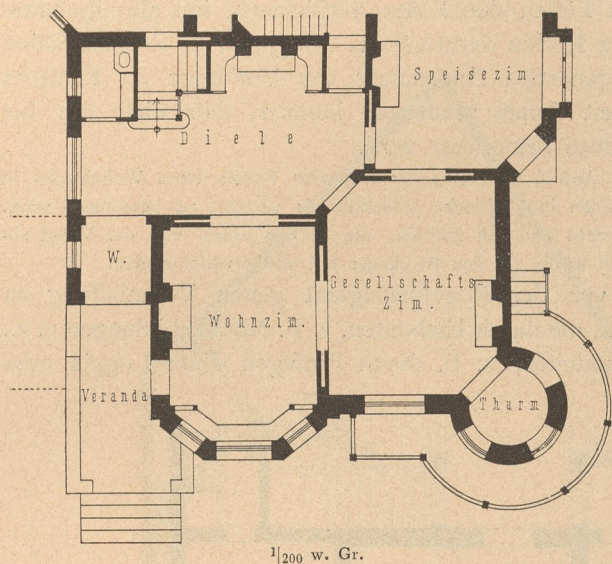 Speisezim.
Diele
W.
Gesellschafts-
Zim.
Wohnzim.
Veranda
Thurm
1|200 w. Gr.